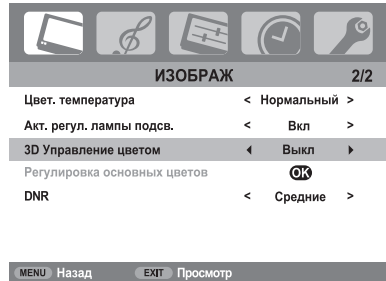 ИЗОБРАЖ 2/2
Цвет. температура < Нормальный >
Акт. регул. лампы подсв. < Вкл >
3D Управление цветом Выкл
Регулировка основных цветов OK
DNR < Средние >
MENU Назад EXIT Просмотр